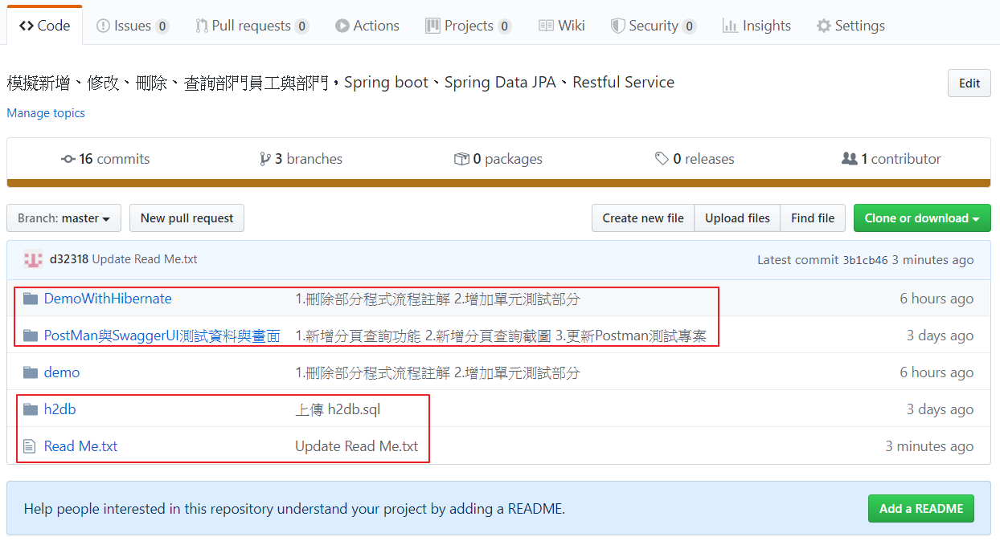 Code Issues 0 Pull requests 0 Actions Projects 0 Wiki Security 0 Insights Settings
模擬新增、修改、刪除、查詢部門員工與部門，Spring boot、Spring Data JPA、Restful Service Edit
Manage topics
16 commits 3 branches 0 packages 0 releases 1 contributor
Branch: master New pull request Create new file Upload files Find file Clone or download
d32318 Update Read Me.txt Latest commit 3b1cb46 3 minutes ago
DemoWithHibernate 1.刪除部分程式流程註解 2.增加單元測試部分 6 hours ago
PostMan與SwaggerUI測試資料與畫面 1.新增分頁查詢功能 2.新增分頁查詢截圖 3.更新Postman測試專案 3 days ago
demo 1.刪除部分程式流程註解 2.增加單元測試部分 6 hours ago
h2db 上傳 h2db.sql 3 days ago
Read Me.txt Update Read Me.txt 3 minutes ago
Help people interested in this repository understand your project by adding a README. Add a README